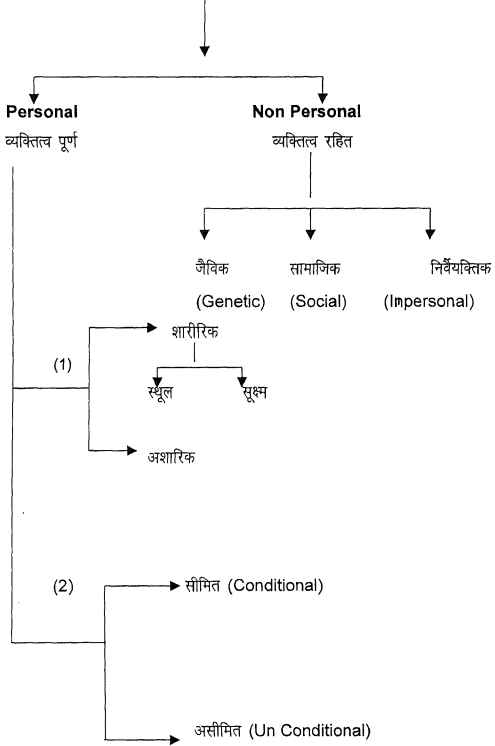 Personal Non Personal
व्यक्तित्व पूर्ण व्यक्तित्व रहित
जैविक सामाजिक निर्वैयक्तिक
(Genetic) (Social) (Impersonal)
शारीरिक
(1)
स्थूल सूक्ष्म
अशारिक
(2) सीमित (Conditional)
असीमित (Un Conditional)